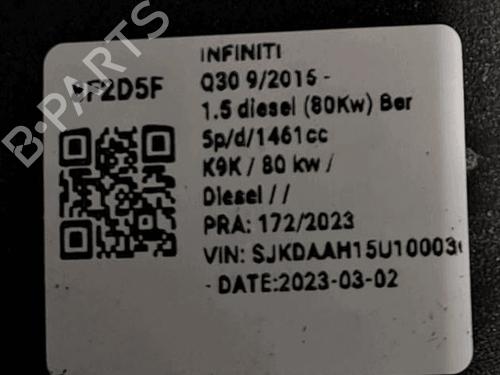 B-PARTS
INFINITI
Q30 9/2015 -
1.5 diesel (80Kw) Ber
5p/d/1461cc
K9K / 80 kw /
Diesel / /
PRA: 172/2023
VIN: SJKDAAH15U10003
- DATE:2023-03-02
F2D5F